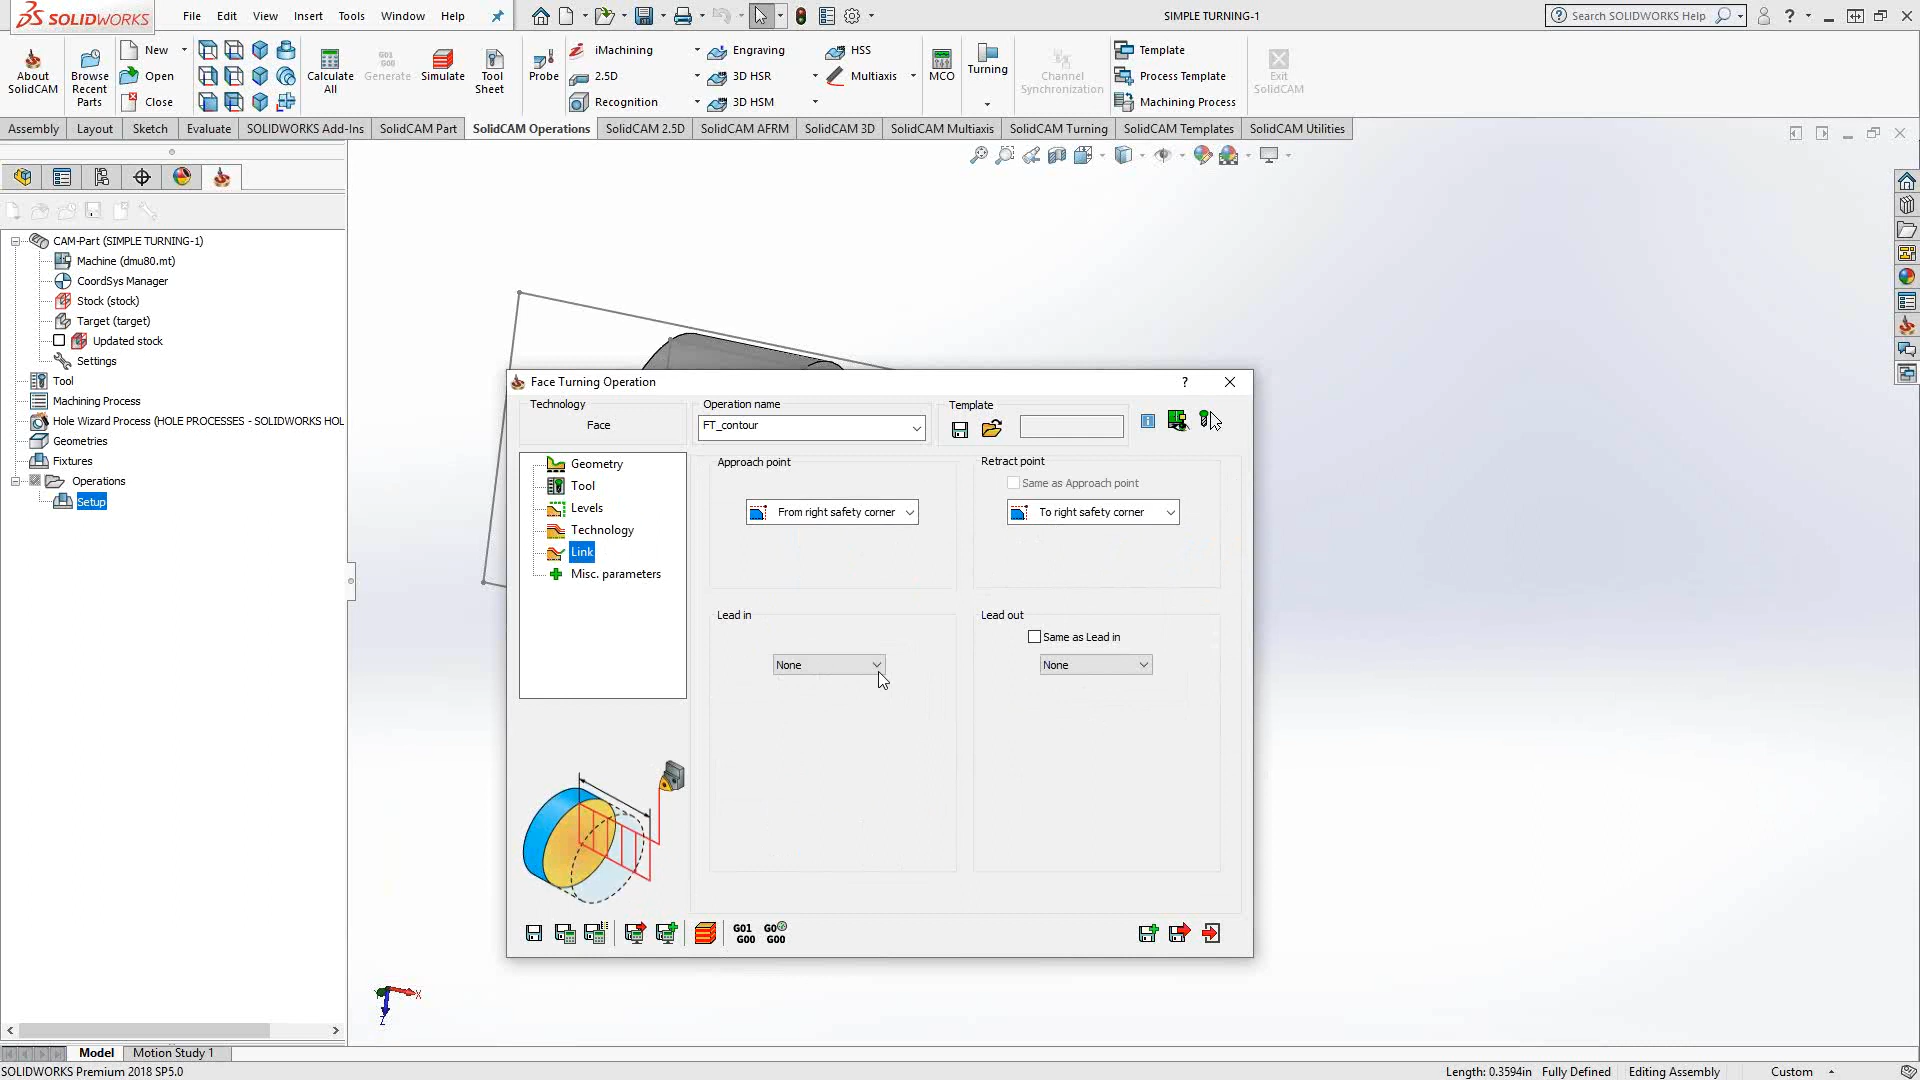 SOLIDWORKS
File Edit View Insert Tools Window Help
SIMPLE TURNING-1
Search SOLIDWORKS Help
About SolidCAM
Browse Recent Parts
New
Open
Close
Calculate All
G01 G00
Generate
Simulate
Tool Sheet
Probe
iMachining
2.5D
Recognition
Engraving
3D HSR
3D HSM
HSS
Multiaxis
MCO
Turning
Channel Synchronization
Template
Process Template
Machining Process
Exit SolidCAM
Assembly Layout Sketch Evaluate SOLIDWORKS Add-Ins SolidCAM Part SolidCAM Operations SolidCAM 2.5D SolidCAM AFRM SolidCAM 3D SolidCAM Multiaxis SolidCAM Turning SolidCAM Templates SolidCAM Utilities
CAM-Part (SIMPLE TURNING-1)
Machine (dmu80.mt)
CoordSys Manager
Stock (stock)
Target (target)
Updated stock
Settings
Tool
Machining Process
Hole Wizard Process (HOLE PROCESSES - SOLIDWORKS HOL
Geometries
Fixtures
Operations
Setup
Face Turning Operation
?
Technology
Face
Operation name
FT_contour
Template
Geometry
Tool
Levels
Technology
Link
Misc. parameters
Approach point
From right safety corner
Retract point
Same as Approach point
To right safety corner
Lead in
None
Lead out
Same as Lead in
None
G01 G00
G0 G00
X
Z
Model Motion Study 1
SOLIDWORKS Premium 2018 SP5.0
Length: 0.3594in Fully Defined Editing Assembly Custom